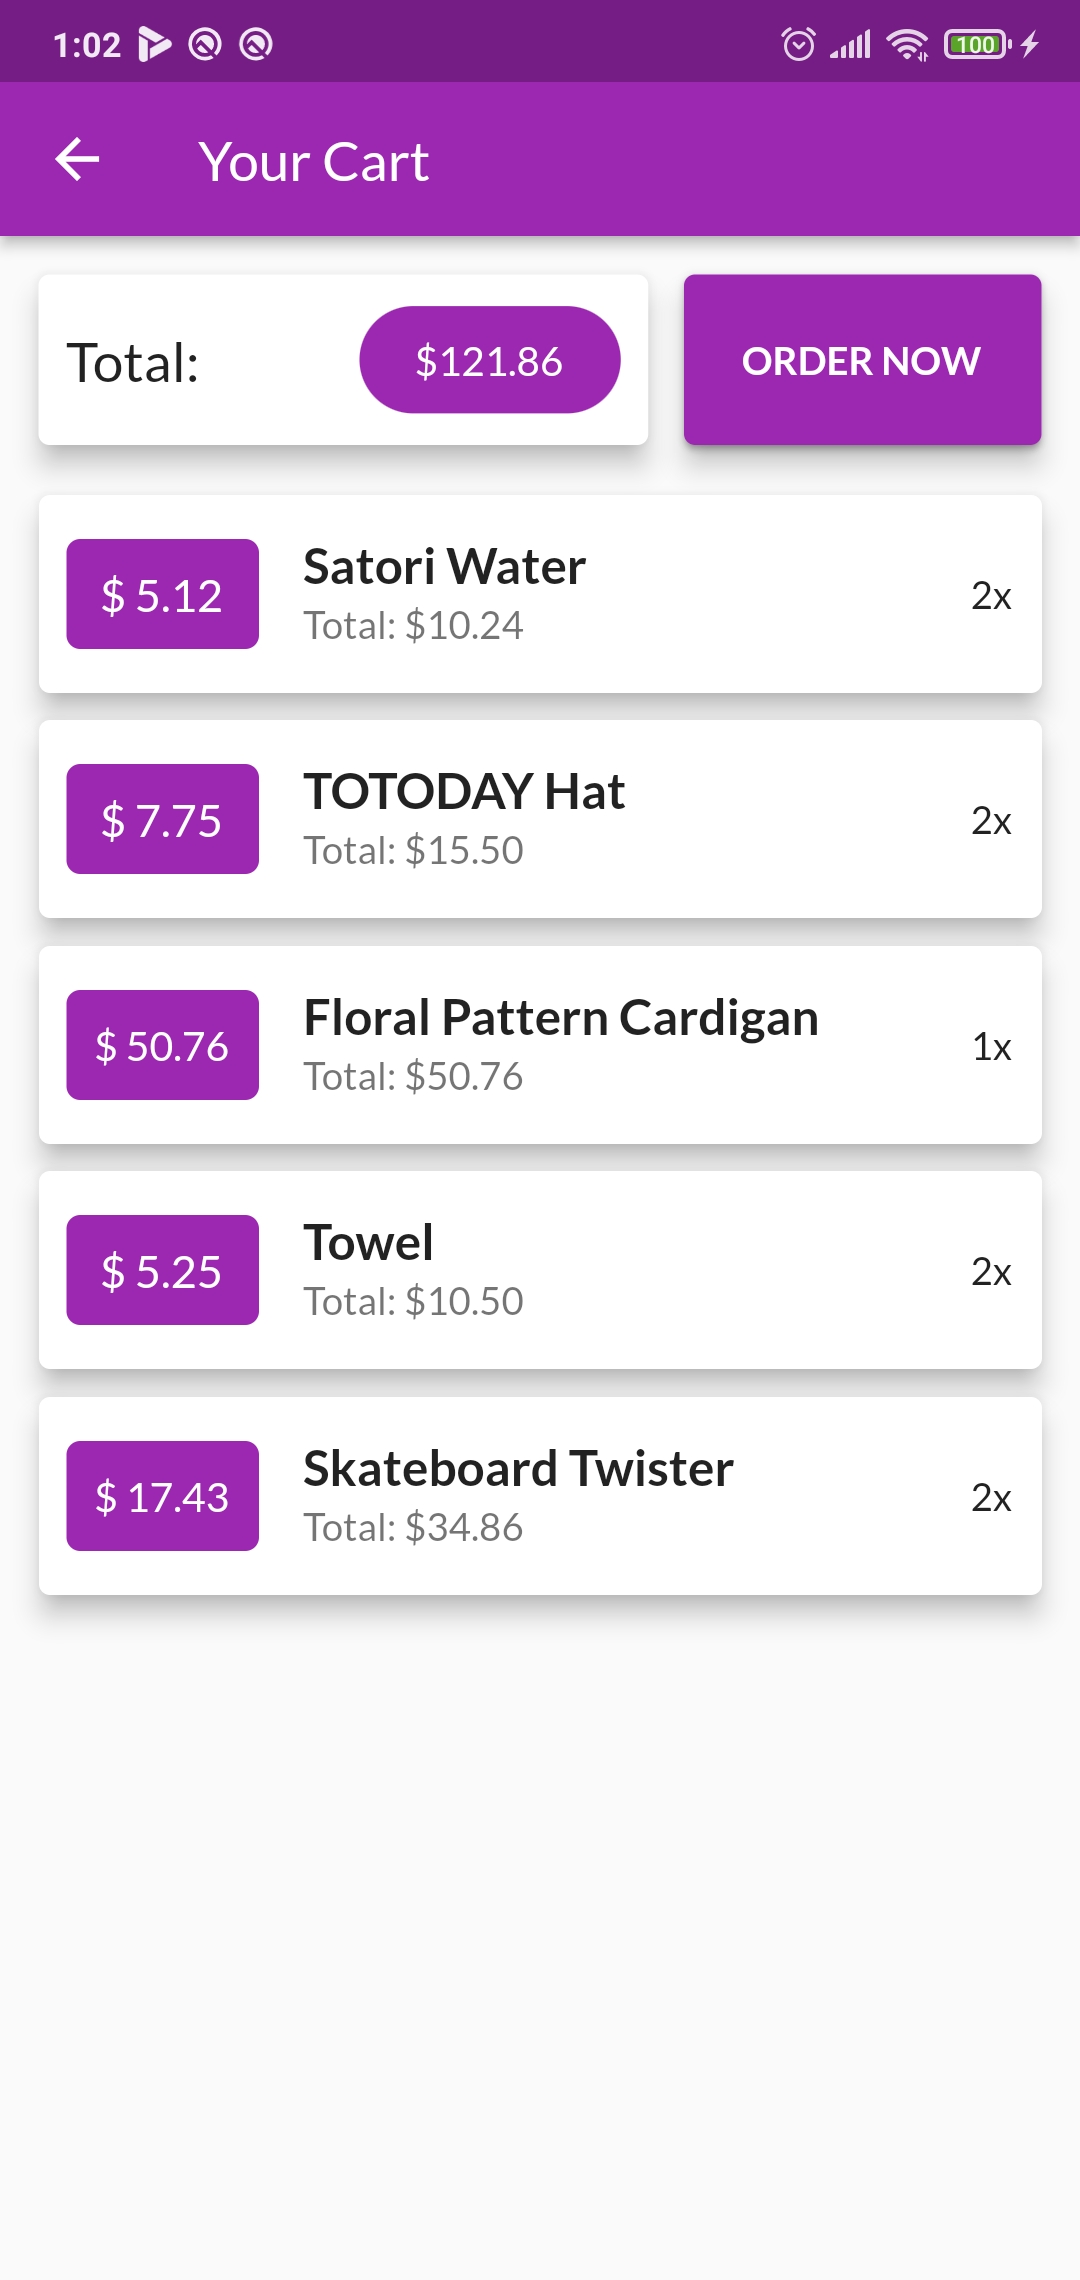 1:02
100
Your Cart
Total:
$121.86
ORDER NOW
$ 5.12
Satori Water
Total: $10.24
2x
$ 7.75
TOTODAY Hat
Total: $15.50
2x
$ 50.76
Floral Pattern Cardigan
Total: $50.76
1x
$ 5.25
Towel
Total: $10.50
2x
$ 17.43
Skateboard Twister
Total: $34.86
2x